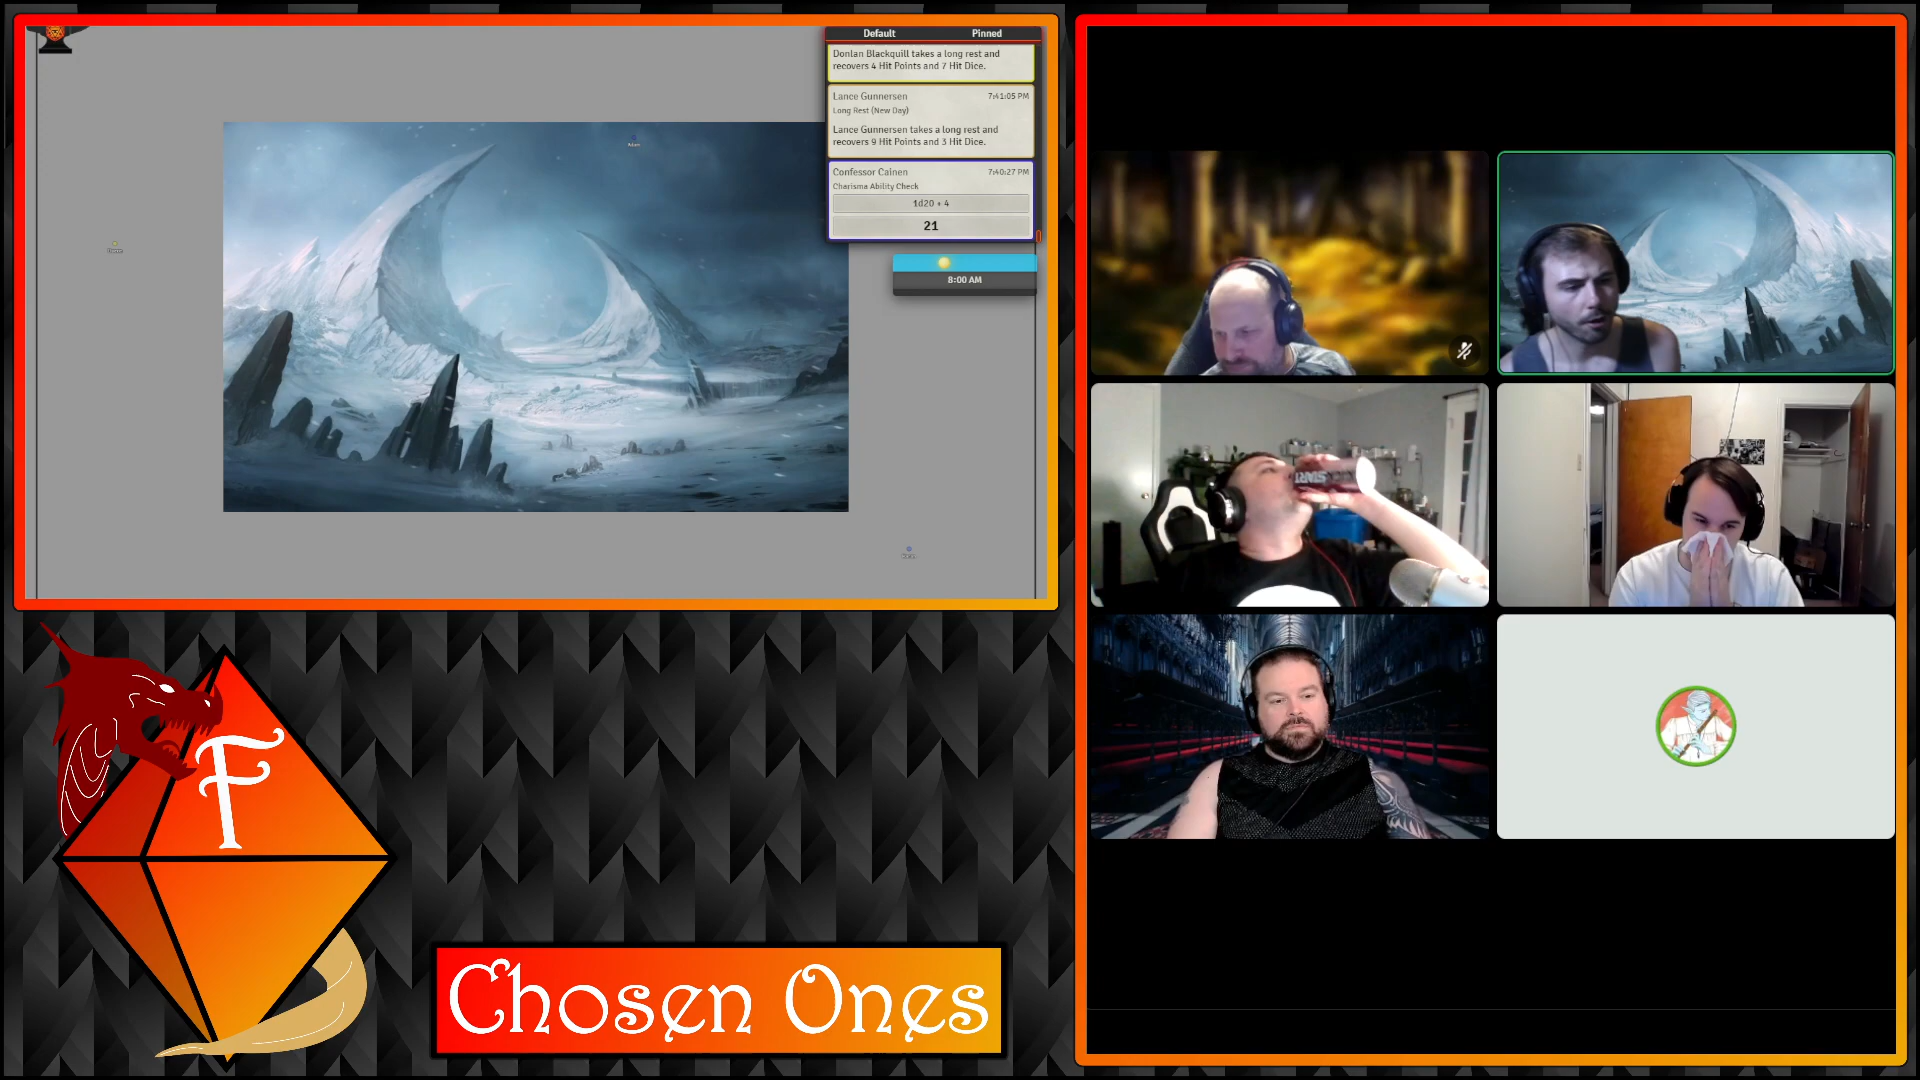 Default Pinned
Donlan Blackquill takes a long rest and
recovers 4 Hit Points and 7 Hit Dice.
Lance Gunnersen 7:41:05 PM
Long Rest (New Day)
Lance Gunnersen takes a long rest and
recovers 9 Hit Points and 3 Hit Dice.
Confessor Cainen 7:40:27 PM
Charisma Ability Check
1d20 + 4
21
8:00 AM
F
Chosen Ones